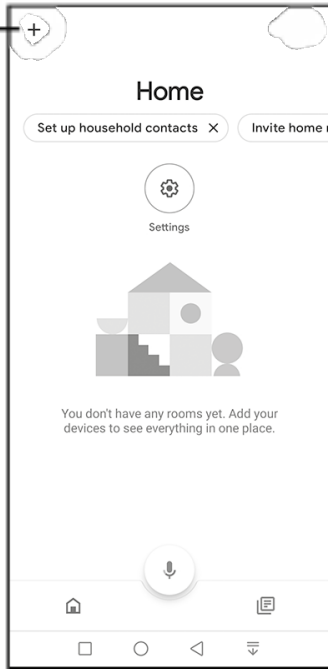 Home
Set up household contacts
Invite home
Settings
You don't have any rooms yet. Add your
devices to see everything in one place.